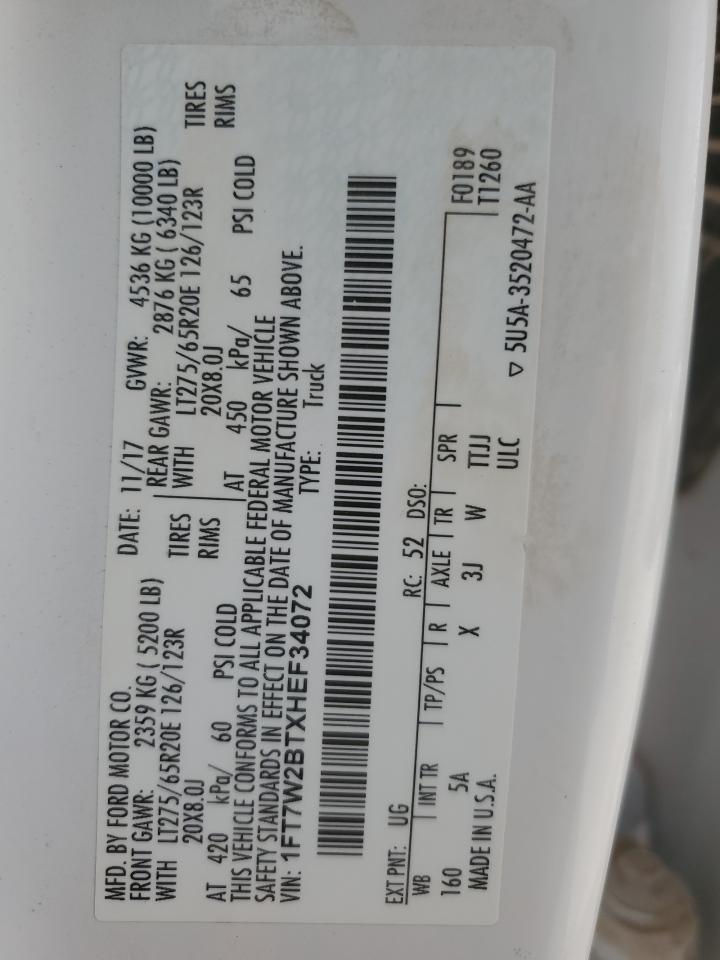 MFD. BY FORD MOTOR CO.
DATE: 11/17 GVWR: 4536 KG (10000 LB)
FRONT GAWR: 2359 KG ( 5200 LB)
REAR GAWR: 2876 KG ( 6340 LB)
WITH LT275/65R20E 126/123R TIRES
WITH LT275/65R20E 126/123R TIRES
20X8.0J RIMS
20X8.0J RIMS
AT 420 kPa/ 60 PSI COLD
AT 450 kPa/ 65 PSI COLD
THIS VEHICLE CONFORMS TO ALL APPLICABLE FEDERAL MOTOR VEHICLE
SAFETY STANDARDS IN EFFECT ON THE DATE OF MANUFACTURE SHOWN ABOVE.
VIN: 1FT7W2BTXHEF34072 TYPE: Truck
F0189
T1260
EXT PNT: UG RC: 52 DSO:
WB INT TR TP/PS R AXLE TR SPR
160 5A X 3J W TTJJ
MADE IN U.S.A. ULC
▽ 5U5A-3520472-AA